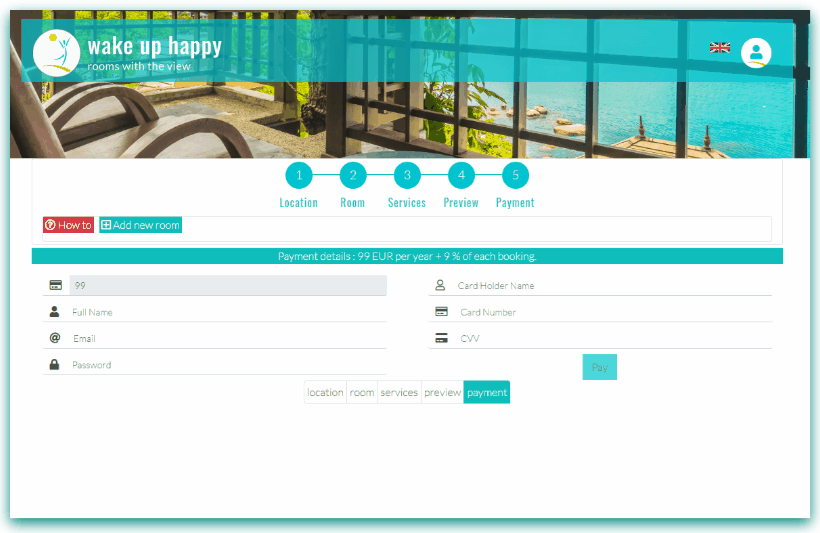 wake up happy
rooms with the view
1 2 3 4 5
Location Room Services Preview Payment
How to Add new room
Payment details : 99 EUR per year + 9 % of each booking.
99 Card Holder Name
Full Name Card Number
Email CVV
Password Pay
location room services preview payment